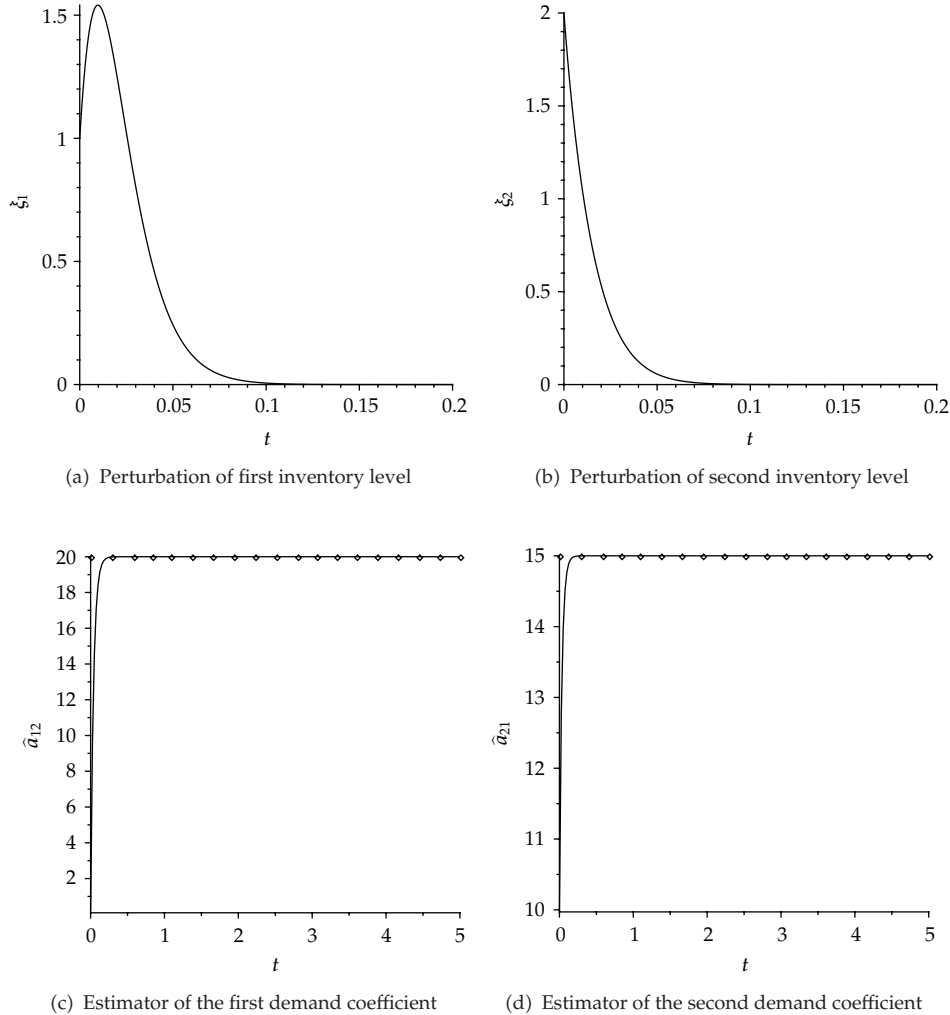 1.5
1
0.5
0
ξ1
0 0.05 0.1 0.15 0.2
t
(a) Perturbation of first inventory level
2
1.5
1
0.5
0
ξ2
0 0.05 0.1 0.15 0.2
t
(b) Perturbation of second inventory level
20
18
16
14
12
10
8
6
4
2
â12
0 1 2 3 4 5
t
(c) Estimator of the first demand coefficient
15
14
13
12
11
10
â21
0 1 2 3 4 5
t
(d) Estimator of the second demand coefficient